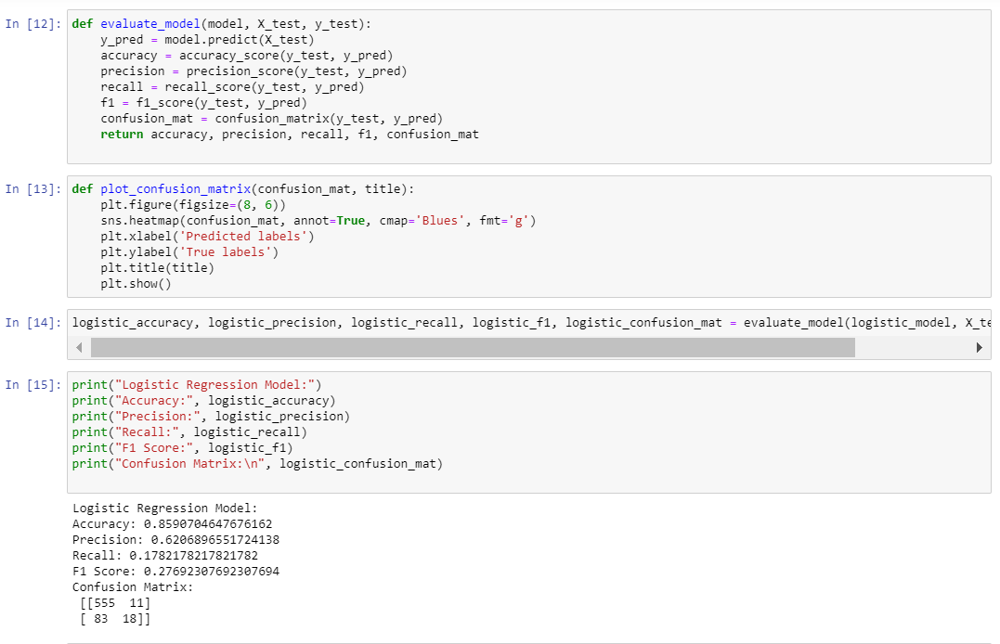 In [12]: def evaluate_model(model, X_test, y_test):
    y_pred = model.predict(X_test)
    accuracy = accuracy_score(y_test, y_pred)
    precision = precision_score(y_test, y_pred)
    recall = recall_score(y_test, y_pred)
    f1 = f1_score(y_test, y_pred)
    confusion_mat = confusion_matrix(y_test, y_pred)
    return accuracy, precision, recall, f1, confusion_mat
In [13]: def plot_confusion_matrix(confusion_mat, title):
    plt.figure(figsize=(8, 6))
    sns.heatmap(confusion_mat, annot=True, cmap='Blues', fmt='g')
    plt.xlabel('Predicted labels')
    plt.ylabel('True labels')
    plt.title(title)
    plt.show()
In [14]: logistic_accuracy, logistic_precision, logistic_recall, logistic_f1, logistic_confusion_mat = evaluate_model(logistic_model,
In [15]: print("Logistic Regression Model:")
print("Accuracy:", logistic_accuracy)
print("Precision:", logistic_precision)
print("Recall:", logistic_recall)
print("F1 Score:", logistic_f1)
print("Confusion Matrix:\n", logistic_confusion_mat)
Logistic Regression Model:
Accuracy: 0.8590704647676162
Precision: 0.6206896551724138
Recall: 0.1782178217821782
F1 Score: 0.27692307692307694
Confusion Matrix:
 [[555  11]
 [ 83  18]]